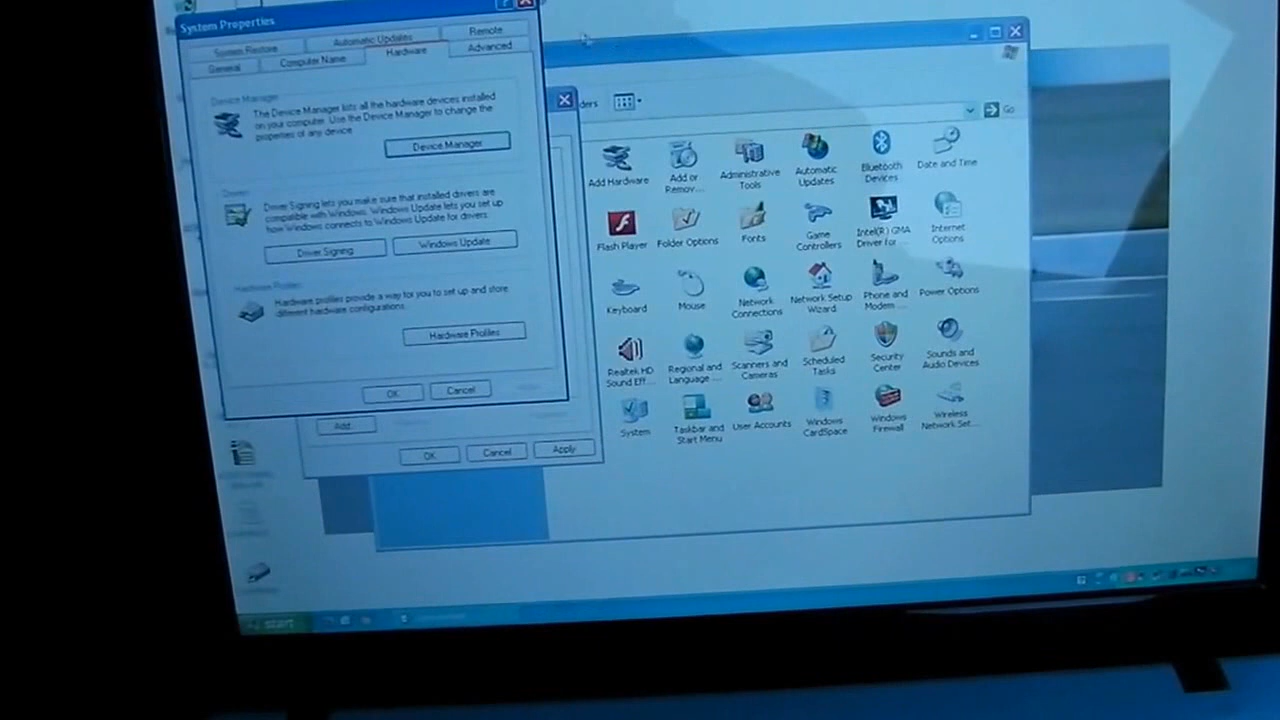 System Properties
System Restore
Automatic Updates
Remote
General
Computer Name
Hardware
Advanced
Device Manager
The Device Manager lists all the hardware devices installed
on your computer. Use the Device Manager to change the
properties of any device.
Device Manager
Drivers
Driver Signing lets you make sure that installed drivers are
compatible with Windows. Windows Update lets you set up
how Windows connects to Windows Update for drivers.
Driver Signing
Windows Update
Hardware Profiles
Hardware profiles provide a way for you to set up and store
different hardware configurations.
Hardware Profiles
OK
Cancel
Add...
OK
Cancel
Apply
ders
Go
Add Hardware
Add or
Remov...
Administrative
Tools
Automatic
Updates
Bluetooth
Devices
Date and Time
Flash Player
Folder Options
Fonts
Game
Controllers
Intel(R) GMA
Driver for ...
Internet
Options
Keyboard
Mouse
Network
Connections
Network Setup
Wizard
Phone and
Modem ...
Power Options
Realtek HD
Sound Eff...
Regional and
Language ...
Scanners and
Cameras
Scheduled
Tasks
Security
Center
Sounds and
Audio Devices
System
Taskbar and
Start Menu
User Accounts
Windows
CardSpace
Windows
Firewall
Wireless
Network Set...
start